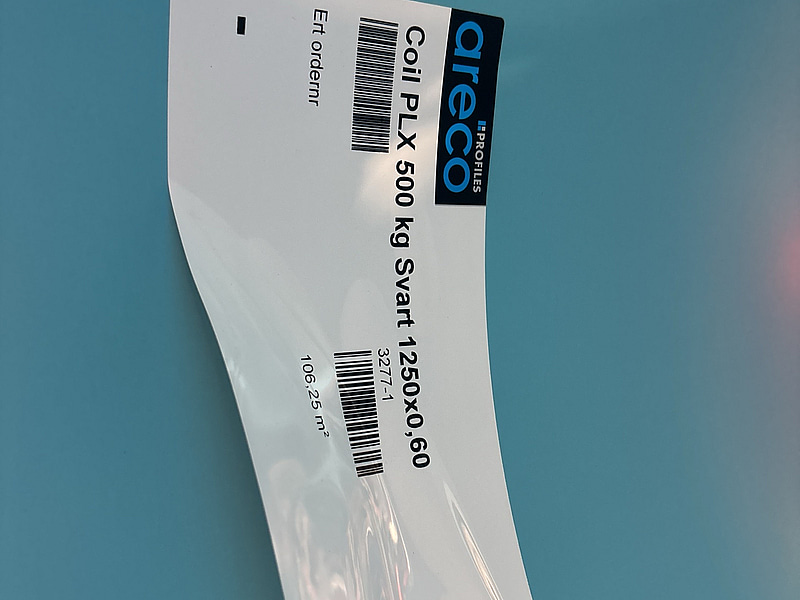 areco
PROFILES
Coil PLX 500 kg Svart 1250x0,60
3277-1
Ert ordernr
106,25 m²